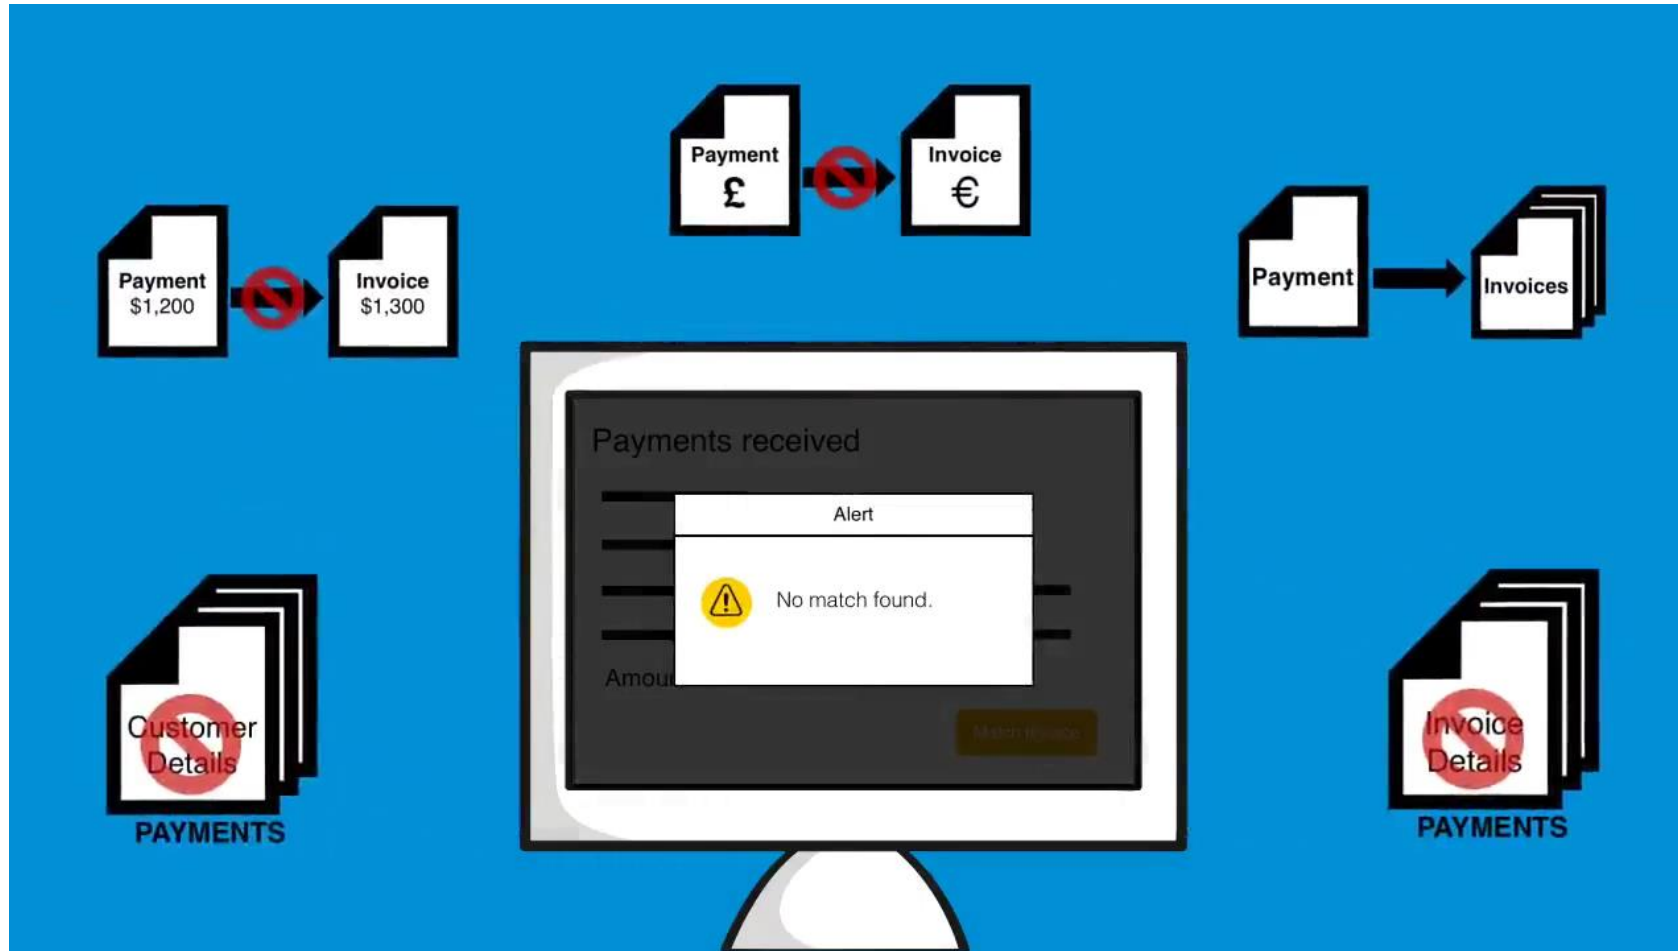 Payment
£
Invoice
€
Payment
$1,200
Invoice
$1,300
Payment
Invoices
Payments received
Alert
No match found.
Customer
Details
PAYMENTS
Invoice
Details
PAYMENTS